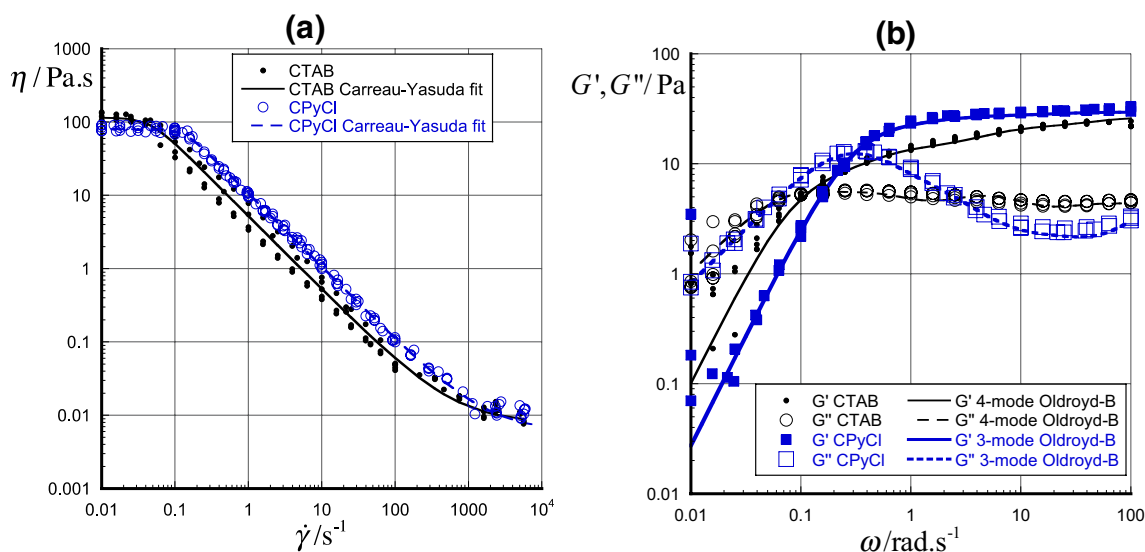 (a)
η / Pa.s
1000
100
10
1
0.1
0.01
0.001
CTAB
CTAB Carreau-Yasuda fit
CPyCl
CPyCl Carreau-Yasuda fit
0.01 0.1 1 10 100 1000 10⁴
γ̇/s⁻¹
(b)
G', G''/ Pa
100
10
1
0.1
0.01
G' CTAB
G'' CTAB
G' CPyCl
G'' CPyCl
G' 4-mode Oldroyd-B
G'' 4-mode Oldroyd-B
G' 3-mode Oldroyd-B
G'' 3-mode Oldroyd-B
0.01 0.1 1 10 100
ω/rad.s⁻¹